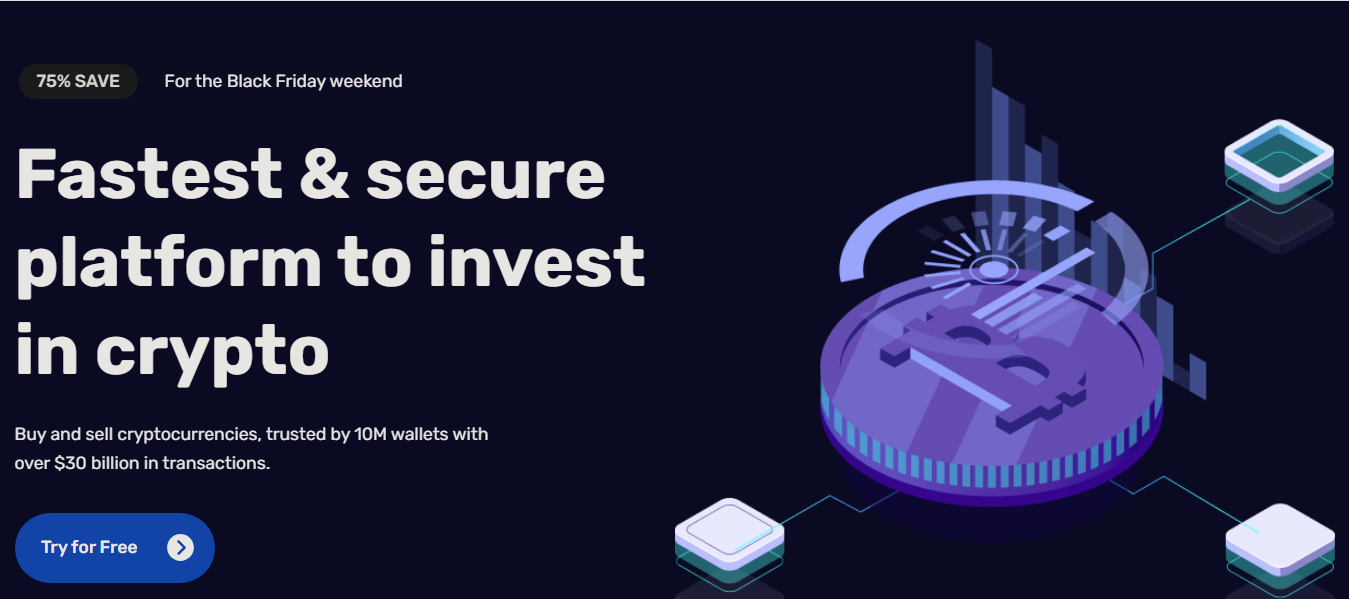 75% SAVE For the Black Friday weekend
Fastest & secure
platform to invest
in crypto
Buy and sell cryptocurrencies, trusted by 10M wallets with
over $30 billion in transactions.
Try for Free